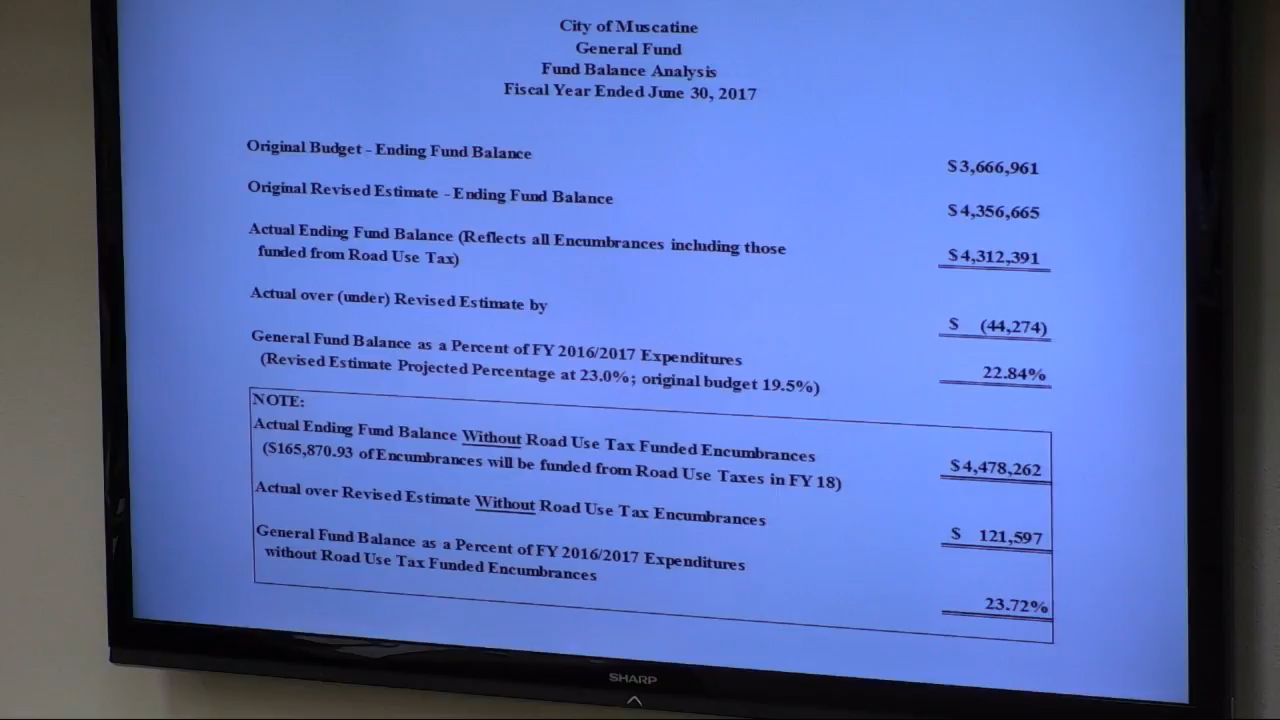 City of Muscatine
General Fund
Fund Balance Analysis
Fiscal Year Ended June 30, 2017
Original Budget - Ending Fund Balance $3,666,961
Original Revised Estimate - Ending Fund Balance $4,356,665
Actual Ending Fund Balance (Reflects all Encumbrances including those
funded from Road Use Tax) $4,312,391
Actual over (under) Revised Estimate by $ (44,274)
General Fund Balance as a Percent of FY 2016/2017 Expenditures
(Revised Estimate Projected Percentage at 23.0%; original budget 19.5%) 22.84%
NOTE:
Actual Ending Fund Balance Without Road Use Tax Funded Encumbrances
($165,870.93 of Encumbrances will be funded from Road Use Taxes in FY 18) $4,478,262
Actual over Revised Estimate Without Road Use Tax Encumbrances $ 121,597
General Fund Balance as a Percent of FY 2016/2017 Expenditures
without Road Use Tax Funded Encumbrances 23.72%
SHARP